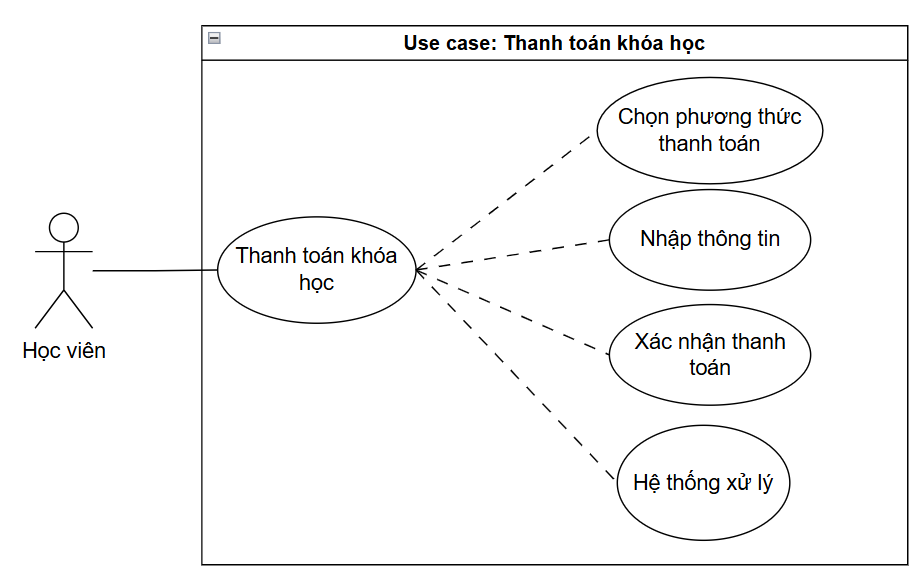 Use case: Thanh toán khóa học
Chọn phương thức
thanh toán
Nhập thông tin
Thanh toán khóa
học
Xác nhận thanh
toán
Học viên
Hệ thống xử lý